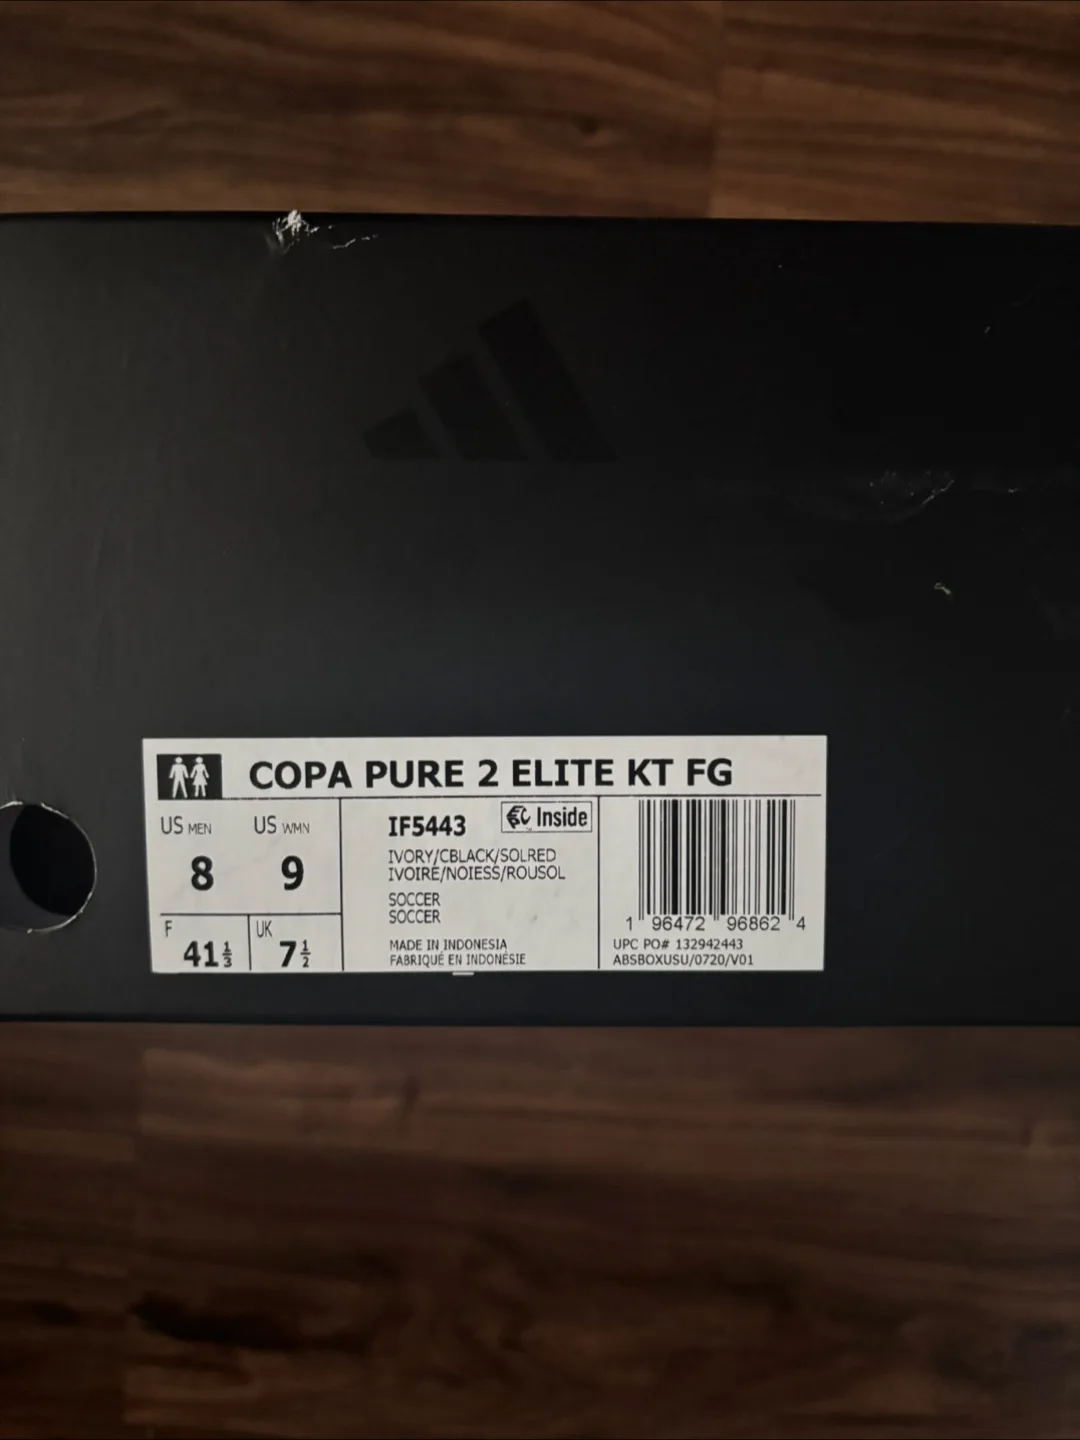 COPA PURE 2 ELITE KT FG
US MEN US WMN
8 9
F 41⅓ UK 7½
IF5443 Inside
IVORY/CBLACK/SOLRED
IVOIRE/NOIESS/ROUSOL
SOCCER
SOCCER
MADE IN INDONESIA
FABRIQUÉ EN INDONÉSIE
1 96472 96862 4
UPC PO# 132942443
ABSBOXUSU/0720/V01